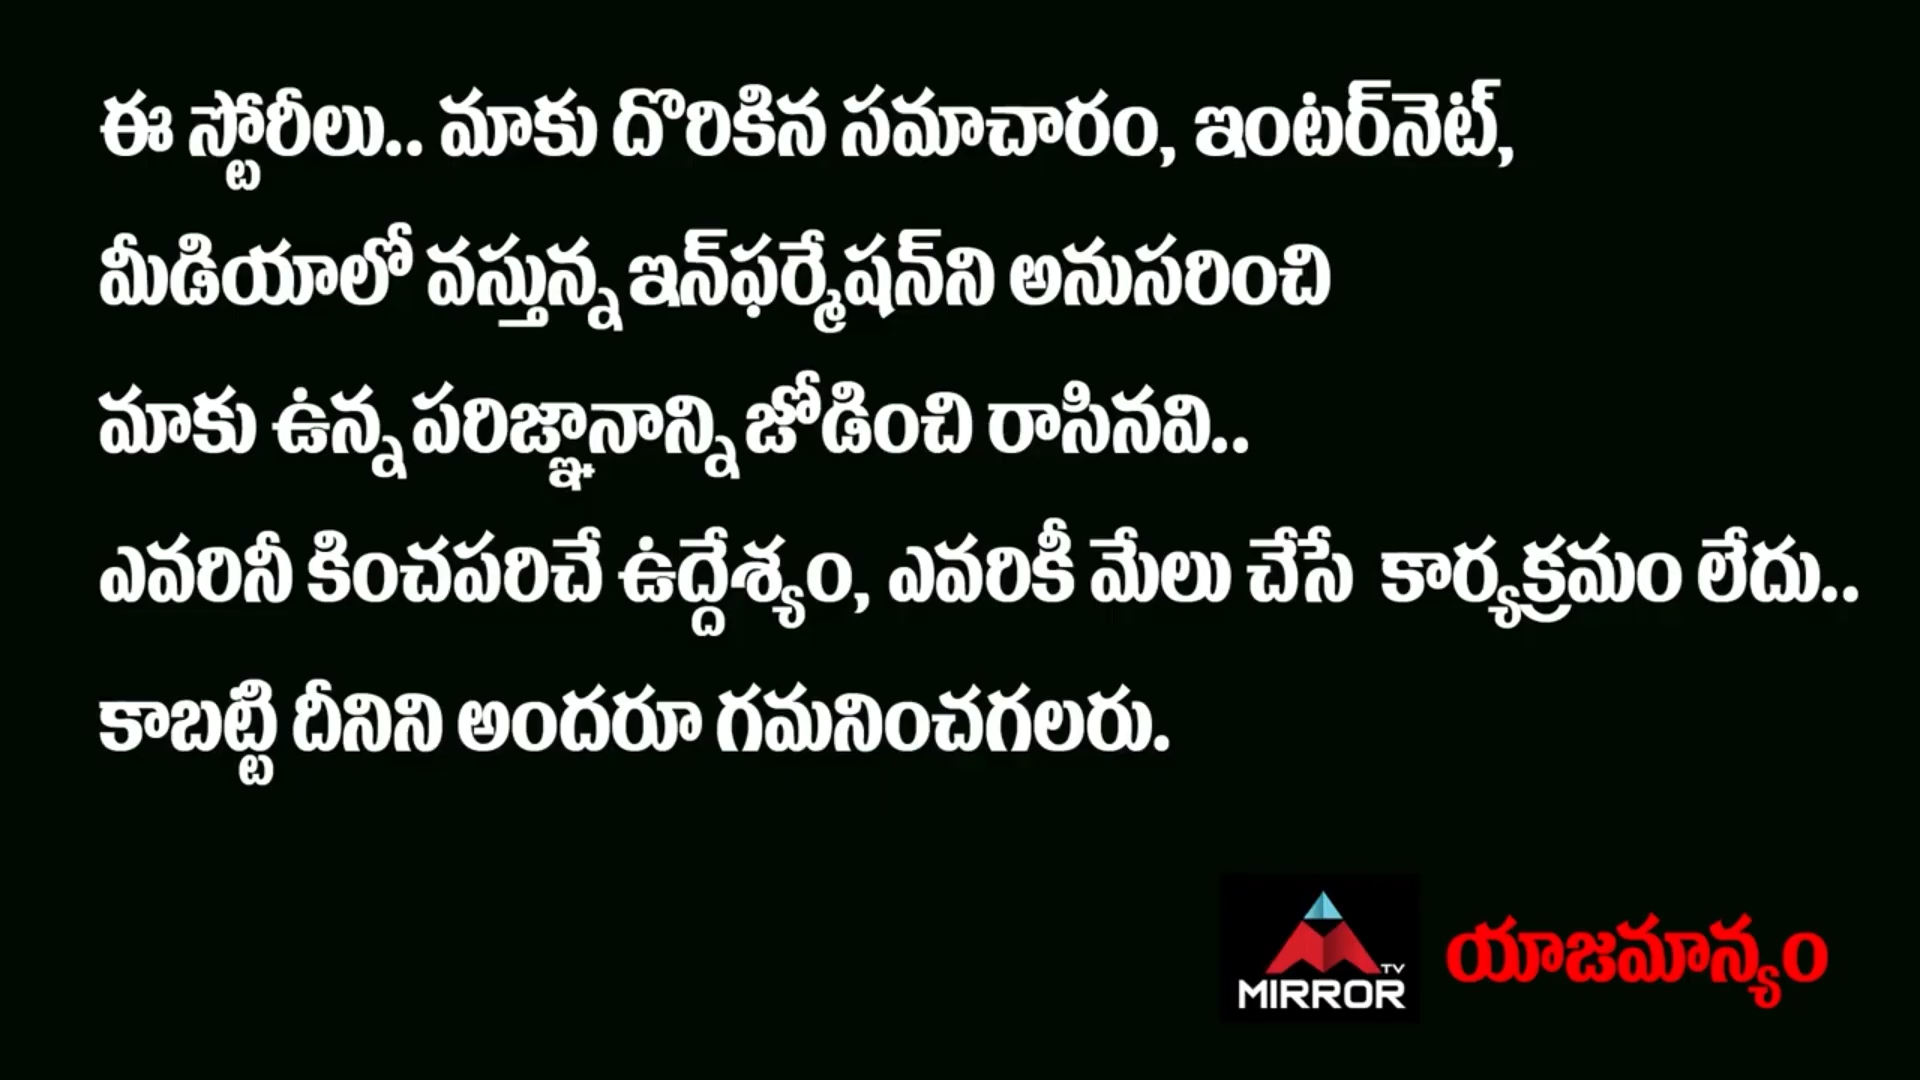 ఈ స్టోరీలు.. మాకు దొరికిన సమాచారం, ఇంటర్‌నెట్,
మీడియాలో వస్తున్న ఇన్‌ఫర్మేషన్‌ని అనుసరించి
మాకు ఉన్న పరిజ్ఞానాన్ని జోడించి రాసినవి..
ఎవరినీ కించపరిచే ఉద్దేశ్యం, ఎవరికీ మేలు చేసే కార్యక్రమం లేదు..
కాబట్టి దీనిని అందరూ గమనించగలరు.
TV
MIRROR
యాజమాన్యం